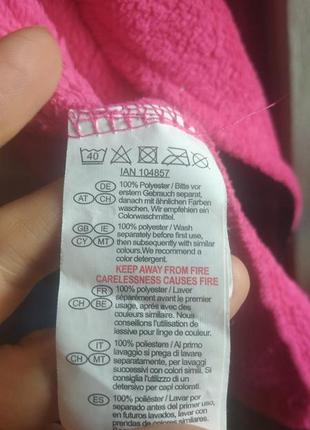 40
IAN 104857
DE 100% Polyester / Bitte vor
erstem Gebrauch separat,
AT CH danach mit ähnlichen Farben
waschen. Wir empfielen ein
Colorwaschmittel.
GB IE 100% Polyester / Wash
separately before first use,
CY MT then subsequently with similar
colours. We recommend a
color detergent.
KEEP AWAY FROM FIRE
CARELESSNESS CAUSES FIRE
FR 100% polyester / Laver
séparément avant le premier
CH BE usage, après avec des
couleurs similaire. Nous
conseillons l'utilisation de
lessive pour linge de couleur.
IT 100% poliestere / Al primo
lavaggio si prega di lavare
CH MT separatamente, per lavaggi
successivi con colori simili. Si
consiglia l'utilizzo di un
detersivo per capi colorati.
ES 100% poliéster / Lavar por
separado antes del primer uso,
en futuros lavados, lavar con
prendas de colores